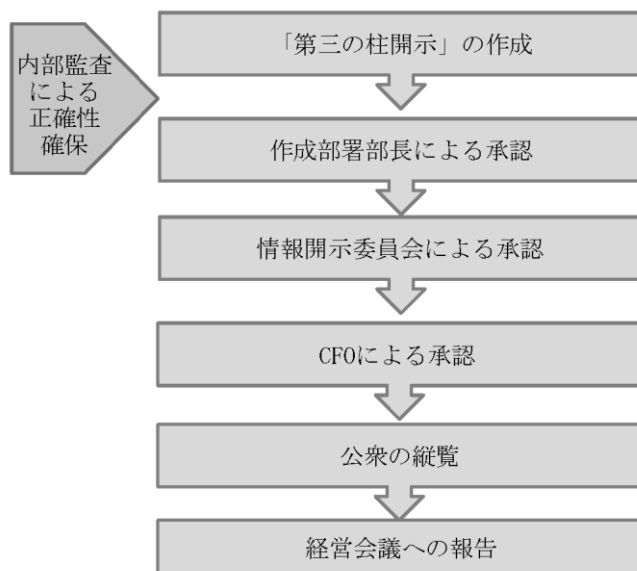 内部監査
による
正確性
確保
「第三の柱開示」の作成
作成部署部長による承認
情報開示委員会による承認
CFOによる承認
公衆の縦覧
経営会議への報告